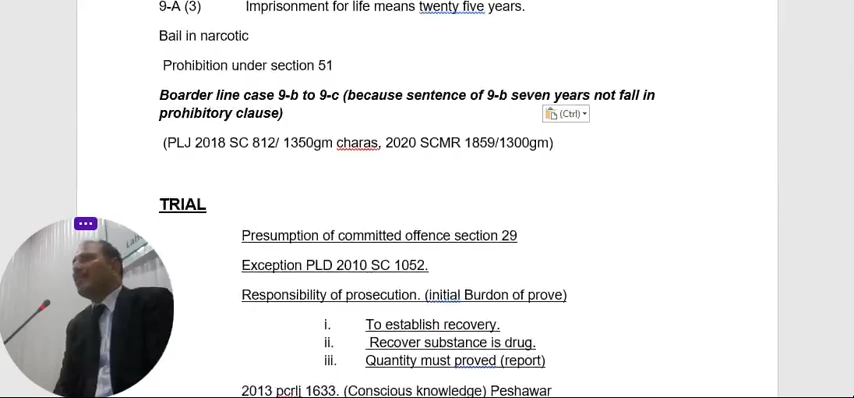 9-A (3) Imprisonment for life means twenty five years.
Bail in narcotic
Prohibition under section 51
Boarder line case 9-b to 9-c (because sentence of 9-b seven years not fall in
prohibitory clause)
(Ctrl)
(PLJ 2018 SC 812/ 1350gm charas, 2020 SCMR 1859/1300gm)
TRIAL
Presumption of committed offence section 29
Exception PLD 2010 SC 1052.
Responsibility of prosecution. (initial Burdon of prove)
i. To establish recovery.
ii. Recover substance is drug.
iii. Quantity must proved (report)
2013 pcrlj 1633. (Conscious knowledge) Peshawar